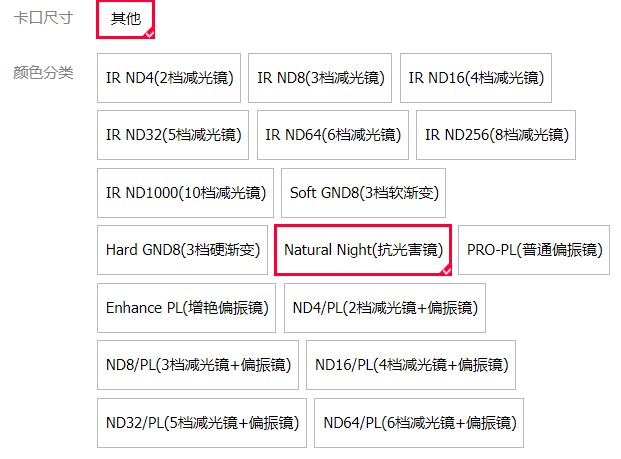 卡口尺寸 其他
颜色分类 IR ND4(2档减光镜) IR ND8(3档减光镜) IR ND16(4档减光镜)
IR ND32(5档减光镜) IR ND64(6档减光镜) IR ND256(8档减光镜)
IR ND1000(10档减光镜) Soft GND8(3档软渐变)
Hard GND8(3档硬渐变) Natural Night(抗光害镜) PRO-PL(普通偏振镜)
Enhance PL(增艳偏振镜) ND4/PL(2档减光镜+偏振镜)
ND8/PL(3档减光镜+偏振镜) ND16/PL(4档减光镜+偏振镜)
ND32/PL(5档减光镜+偏振镜) ND64/PL(6档减光镜+偏振镜)